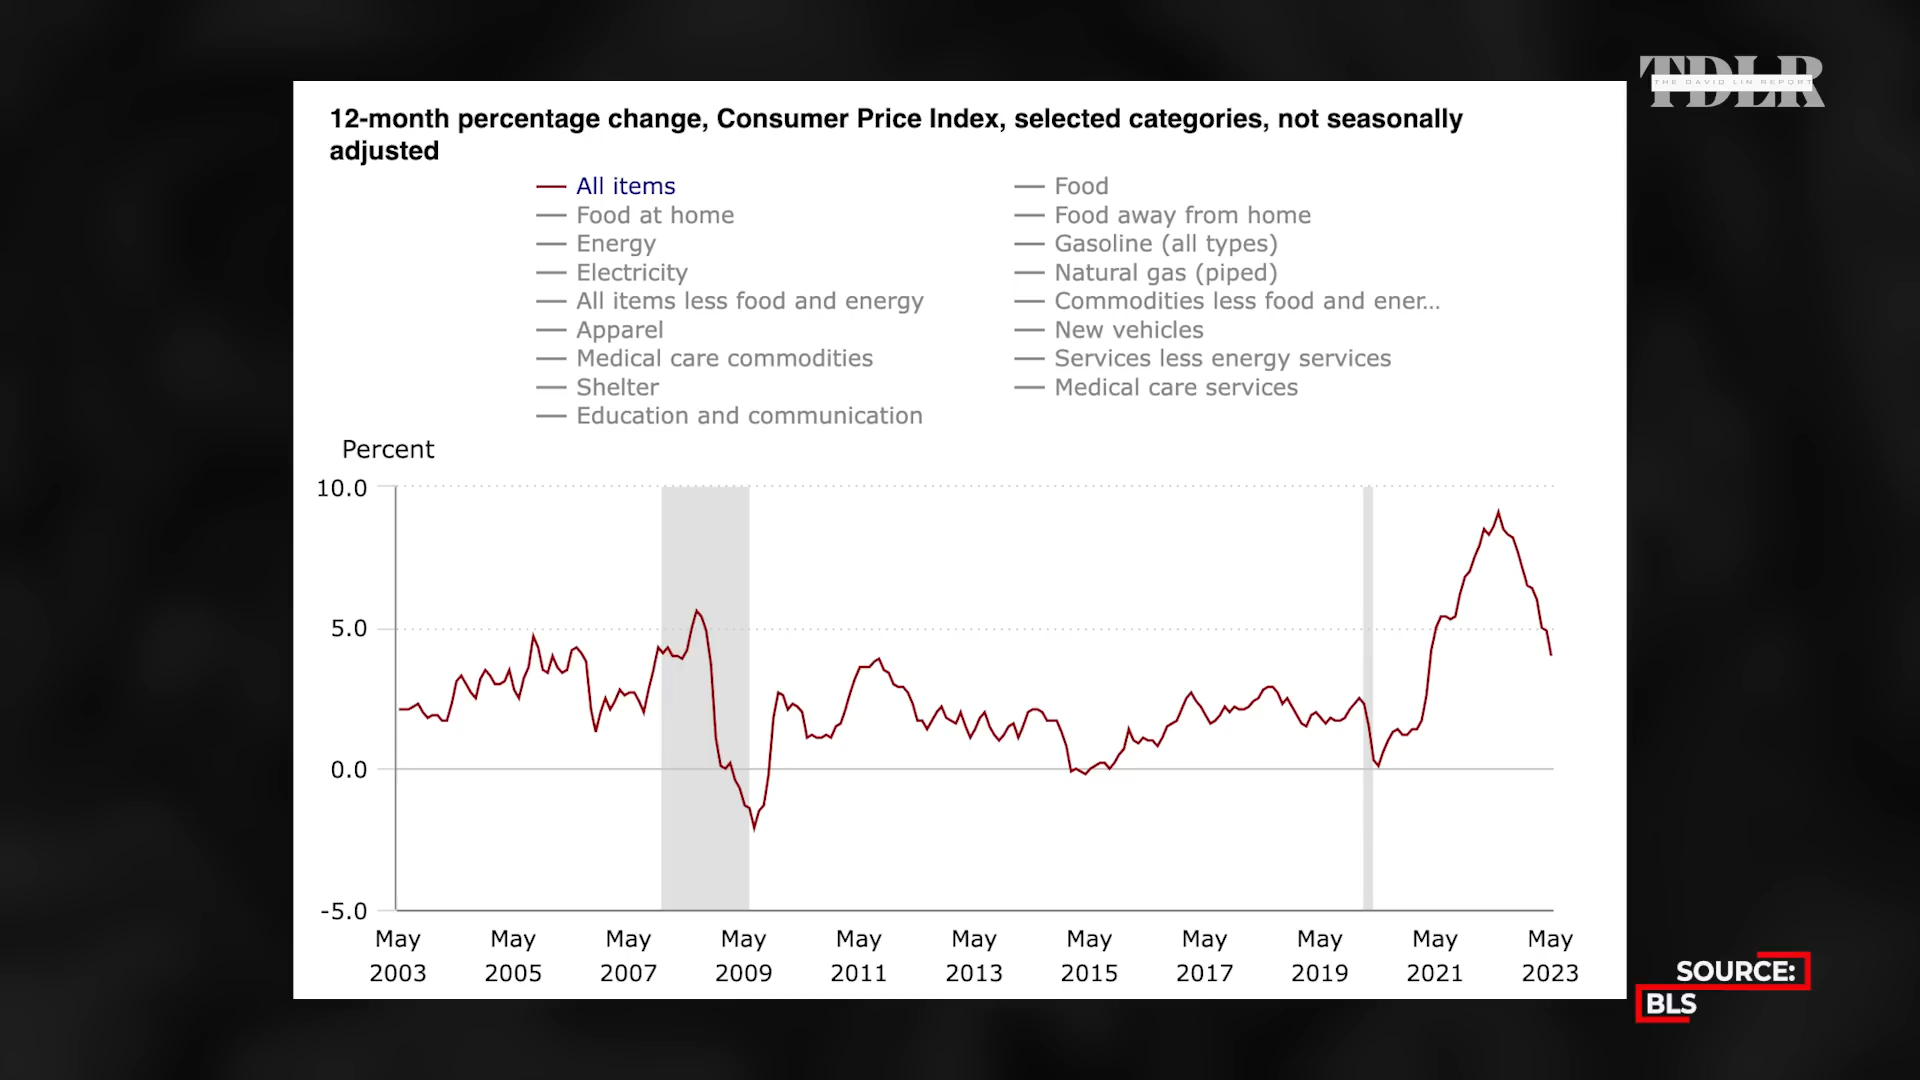 TDLR
THE DAVID LIN REPORT
12-month percentage change, Consumer Price Index, selected categories, not seasonally
adjusted
All items
Food
Food at home
Food away from home
Energy
Gasoline (all types)
Electricity
Natural gas (piped)
All items less food and energy
Commodities less food and ener...
Apparel
New vehicles
Medical care commodities
Services less energy services
Shelter
Medical care services
Education and communication
Percent
10.0
5.0
0.0
-5.0
May May May May May May May May May May May
2003 2005 2007 2009 2011 2013 2015 2017 2019 2021 2023
SOURCE:
BLS